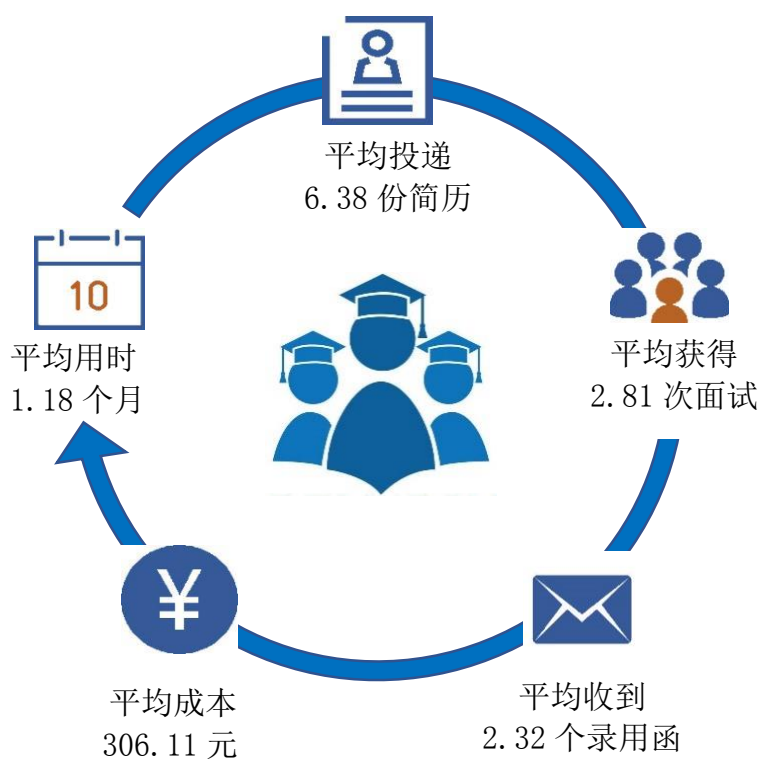 平均投递
6.38 份简历
10
平均用时
1.18 个月
平均获得
2.81 次面试
¥
平均成本
306.11 元
平均收到
2.32 个录用函